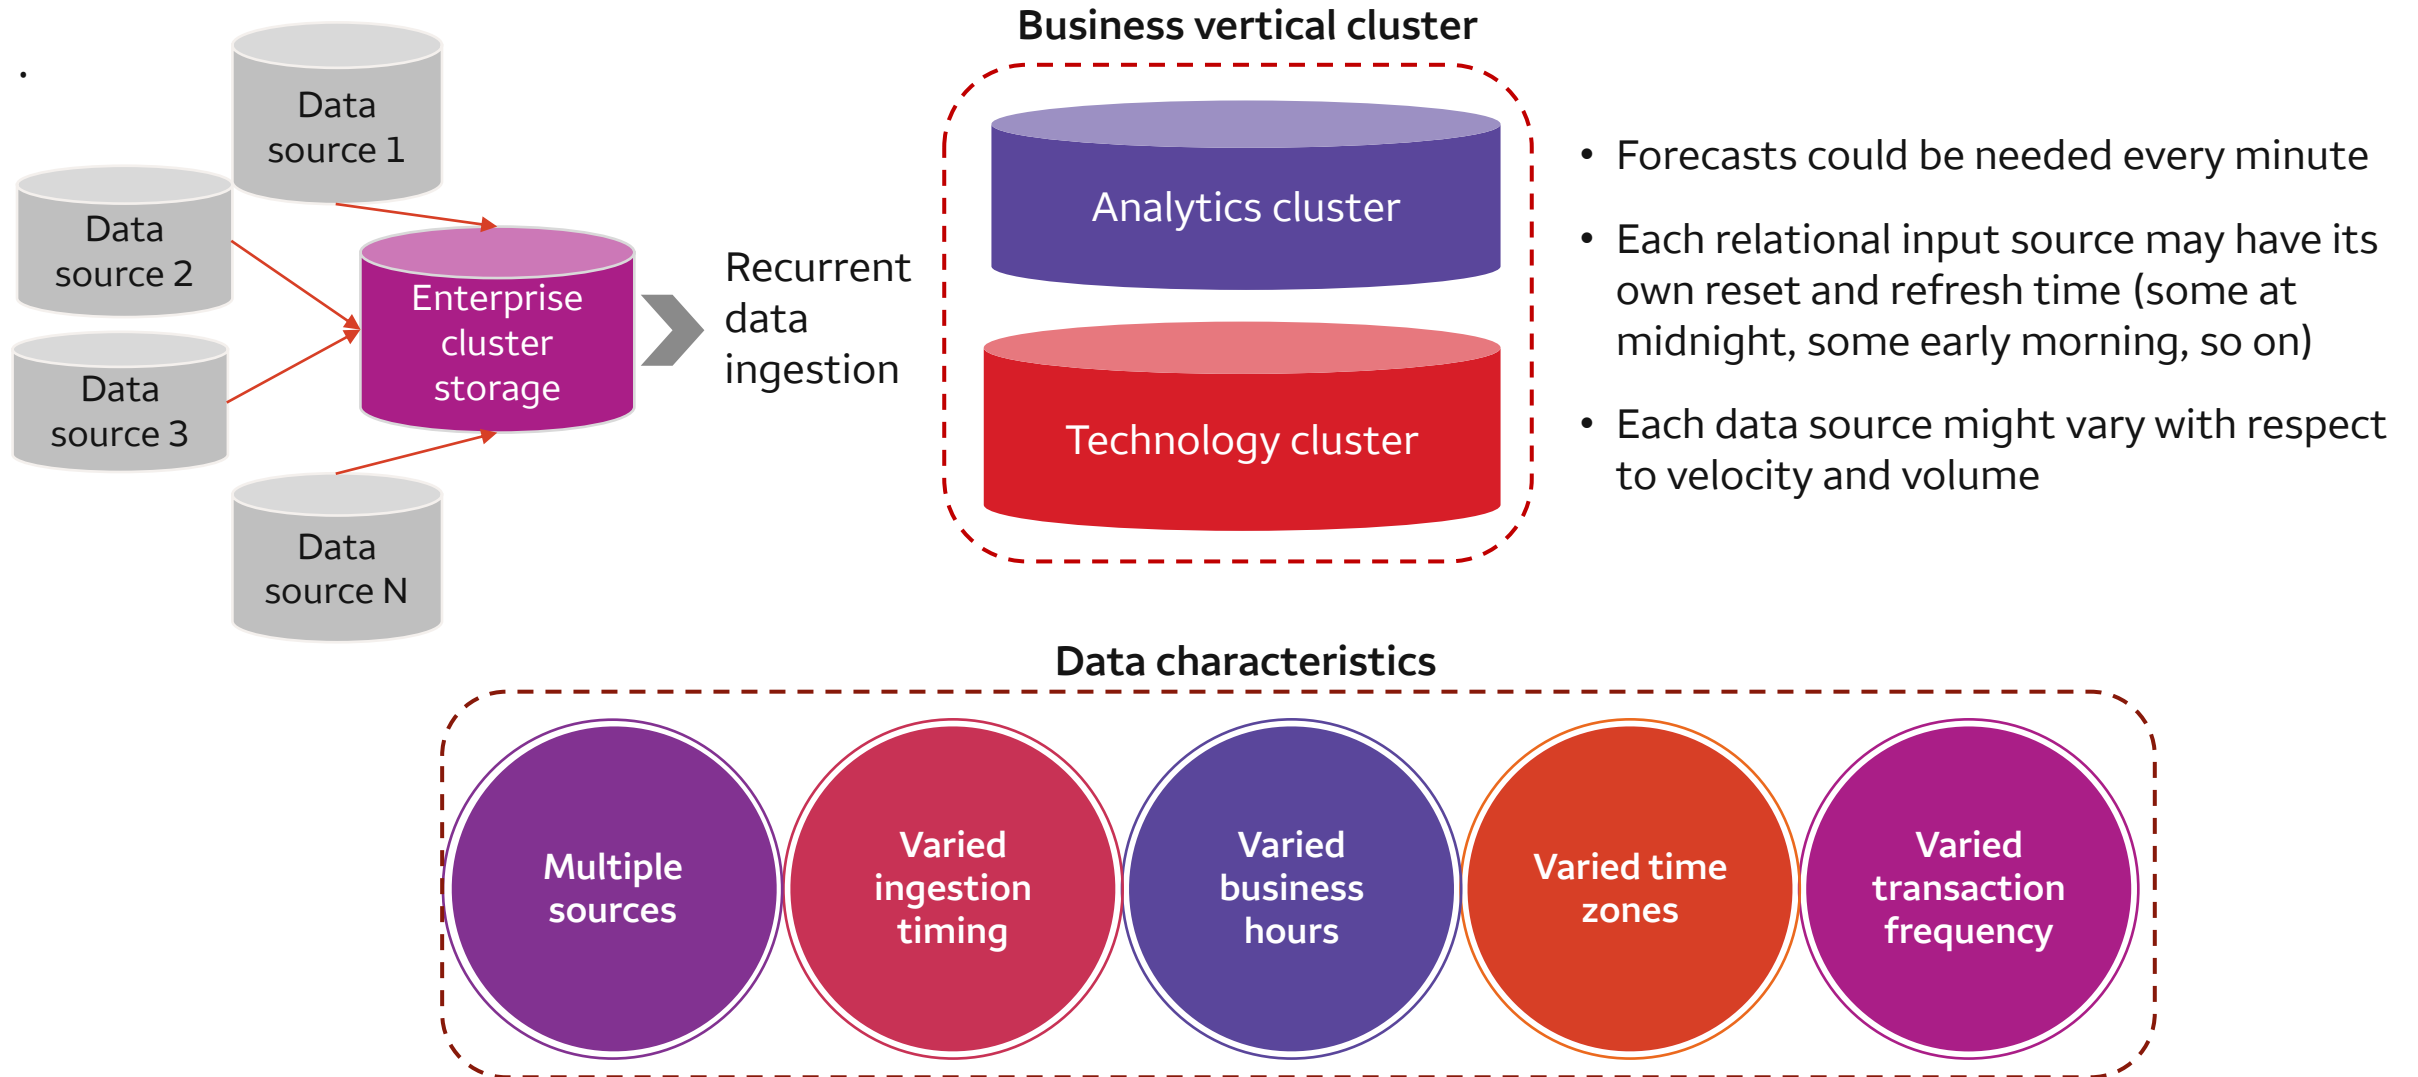 .
Data
source 1
Data
source 2
Data
source 3
Data
source N
Enterprise
cluster
storage
Recurrent
data
ingestion
Business vertical cluster
Analytics cluster
Technology cluster
• Forecasts could be needed every minute
• Each relational input source may have its
own reset and refresh time (some at
midnight, some early morning, so on)
• Each data source might vary with respect
to velocity and volume
Data characteristics
Multiple
sources
Varied
ingestion
timing
Varied
business
hours
Varied time
zones
Varied
transaction
frequency